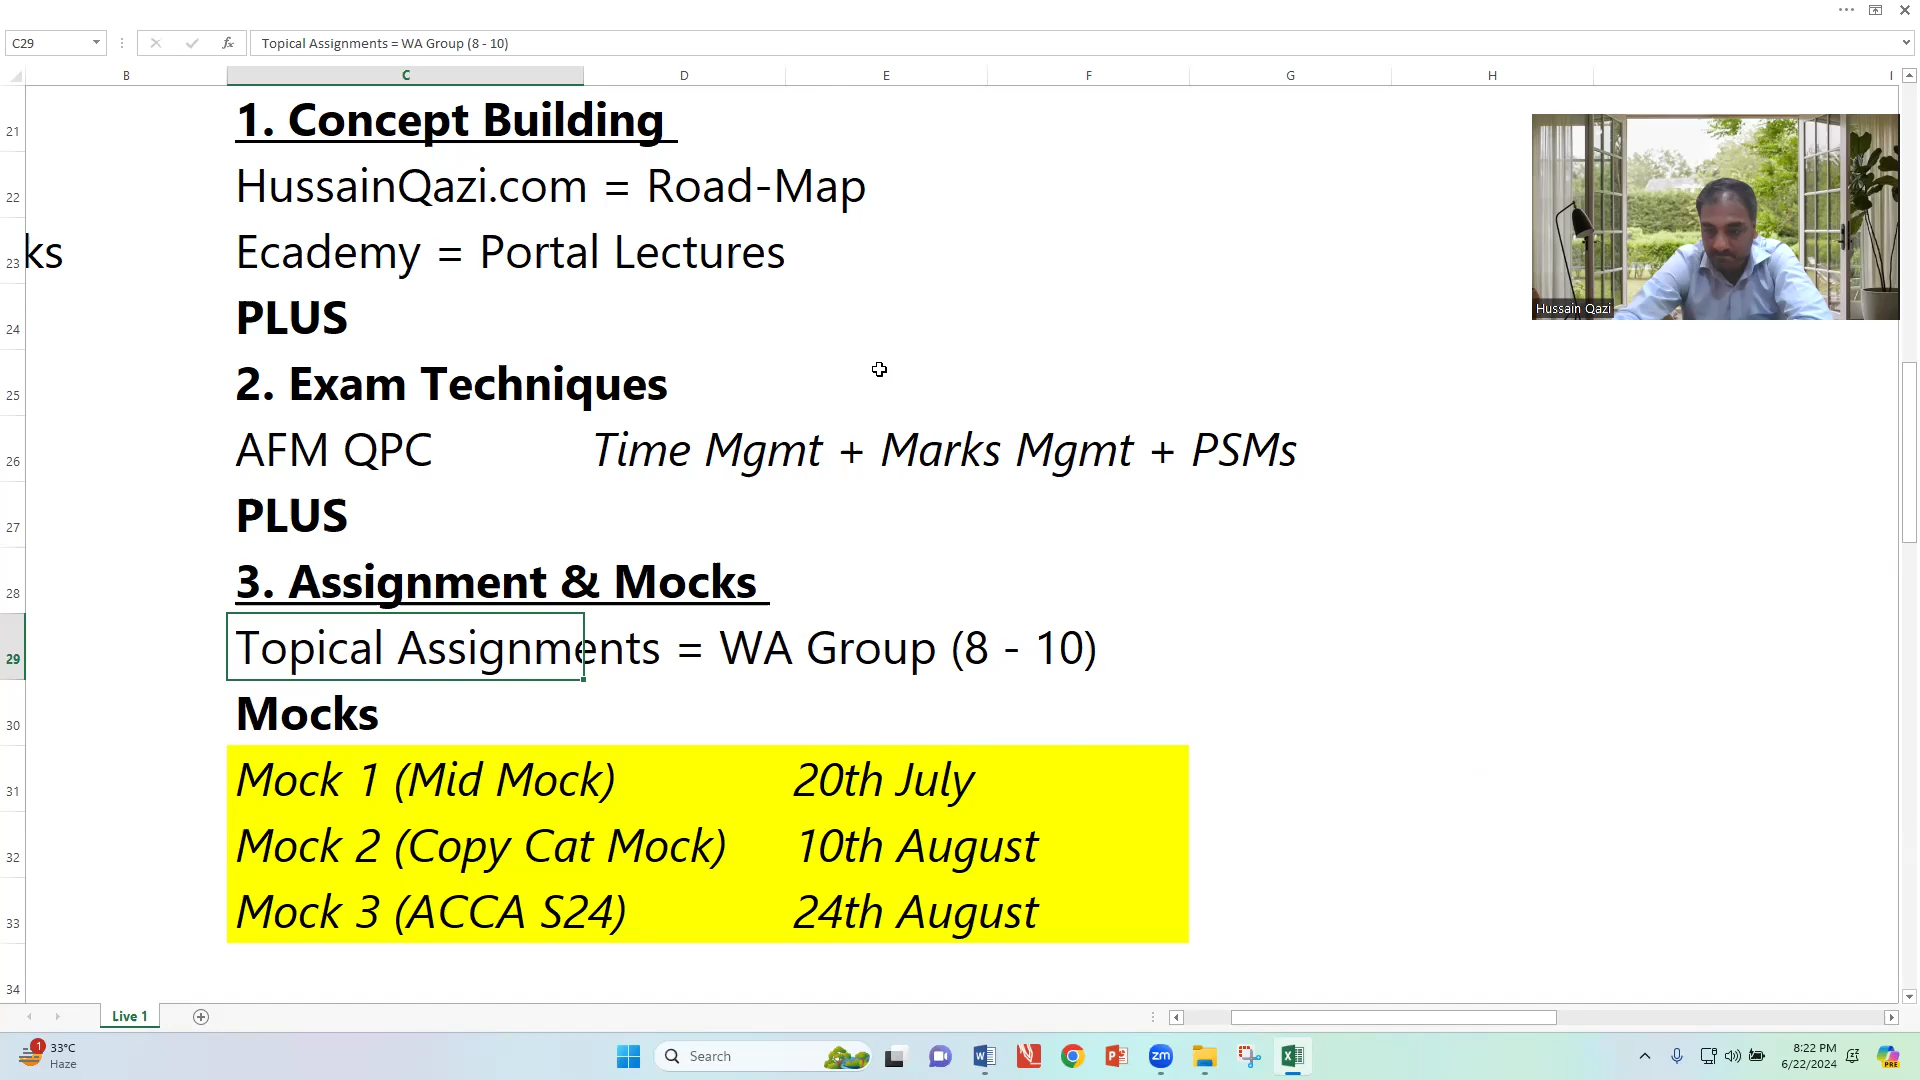 C29
fx
Topical Assignments = WA Group (8 - 10)
B C D E F G H I
21 1. Concept Building
22 HussainQazi.com = Road-Map
23 ks Ecademy = Portal Lectures
24 PLUS
25 2. Exam Techniques
26 AFM QPC Time Mgmt + Marks Mgmt + PSMs
27 PLUS
28 3. Assignment & Mocks
29 Topical Assignments = WA Group (8 - 10)
30 Mocks
31 Mock 1 (Mid Mock) 20th July
32 Mock 2 (Copy Cat Mock) 10th August
33 Mock 3 (ACCA S24) 24th August
34
Hussain Qazi
Live 1
1
33°C
Haze
Search
zm
PRE
8:22 PM
6/22/2024